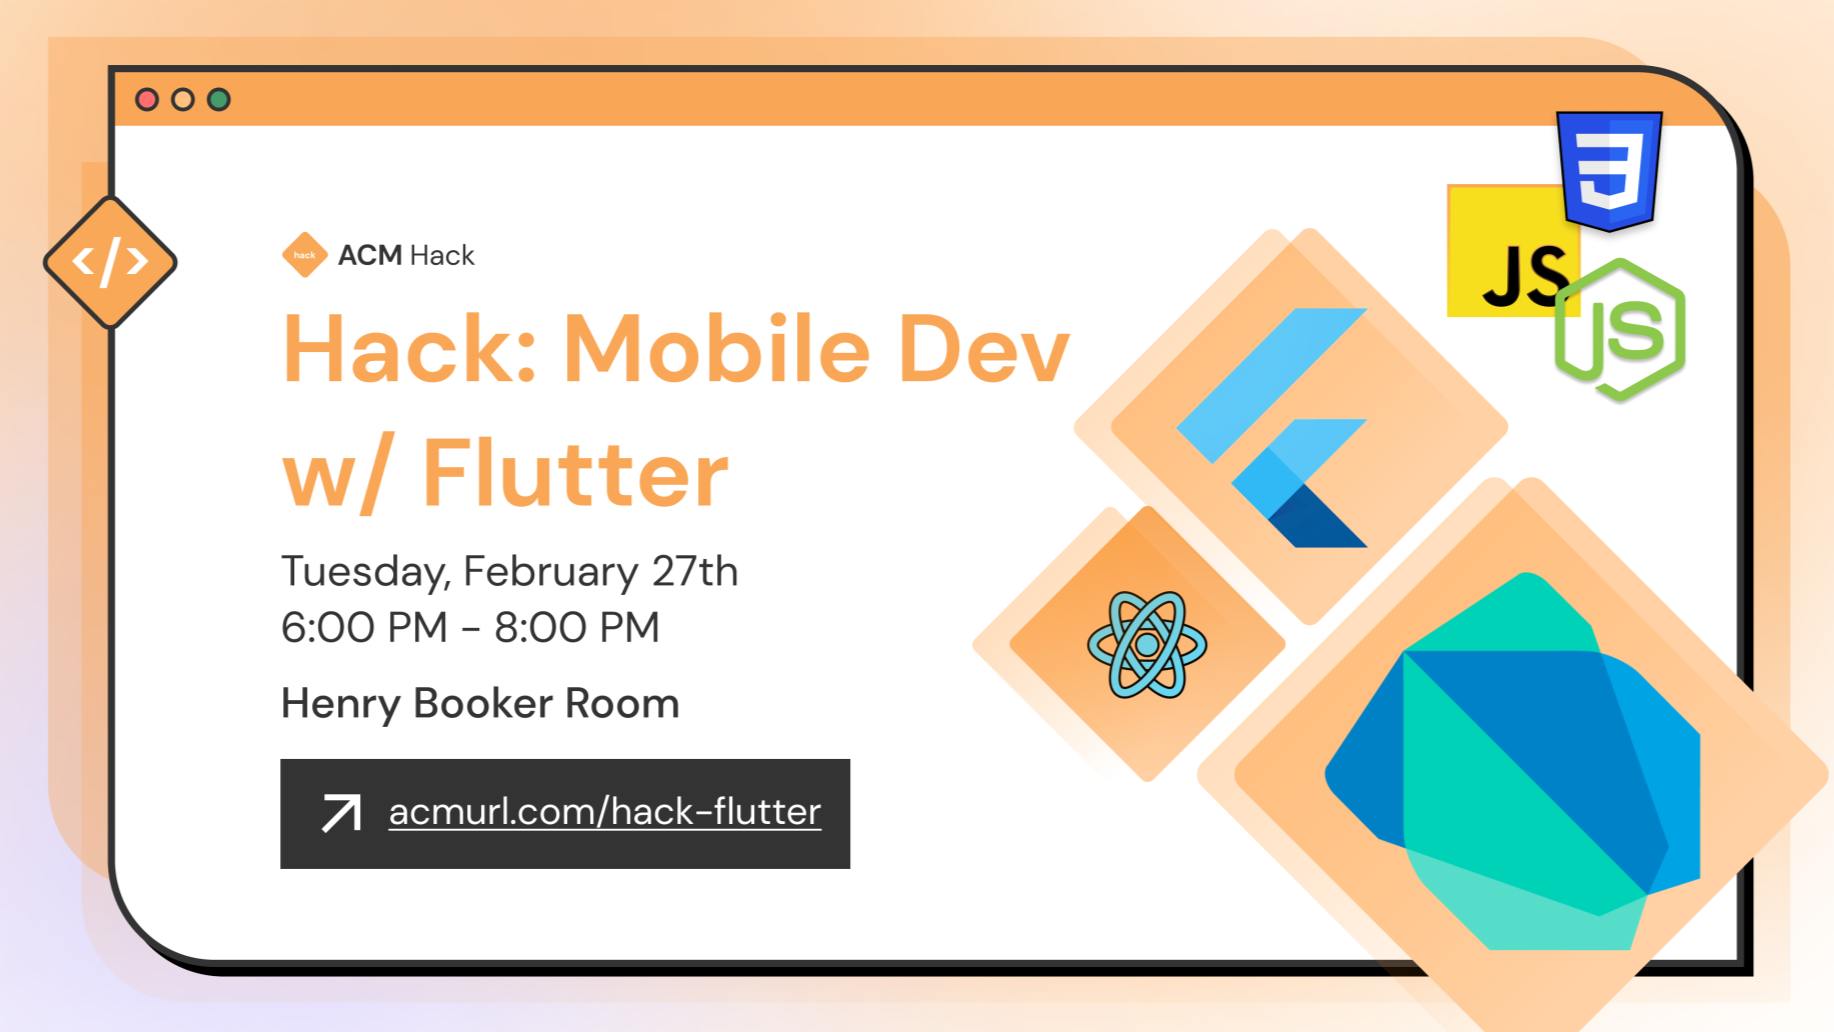 </>
hack ACM Hack
Hack: Mobile Dev
w/ Flutter
Tuesday, February 27th
6:00 PM - 8:00 PM
Henry Booker Room
acmurl.com/hack-flutter
JS
JS
3